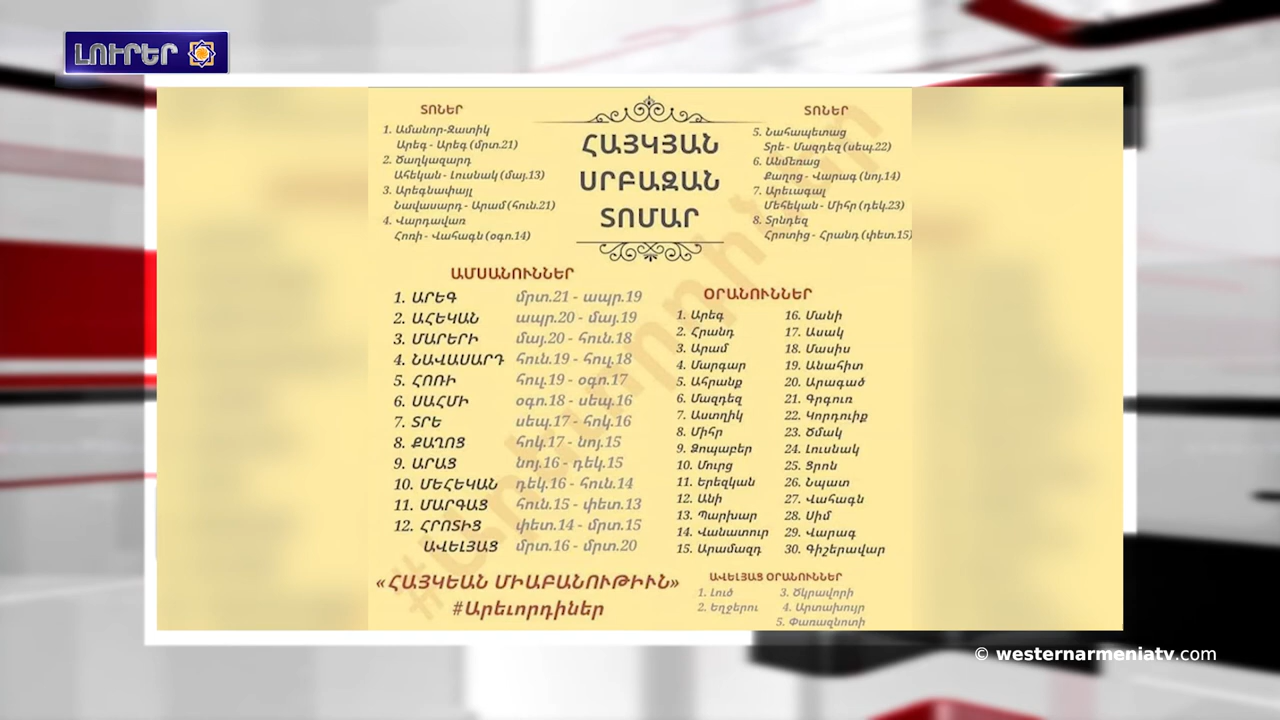 ԼՈՒՐԵՐ
ՏՈՆԵՐ
1. Ամանոր-Զատիկ
Արեգ - Արեգ (մրտ.21)
2. Ծաղկազարդ
Ահեկան - Լուսնակ (մայ.13)
3. Արեգնափայլ
Նավասարդ - Արամ (հուն.21)
4. Վարդավառ
Հոռի - Վահագն (օգո.14)
ՀԱՅԿՅԱՆ
ՍՐԲԱԶԱՆ
ՏՈՄԱՐ
ՏՈՆԵՐ
5. Նահապետաց
Տրե - Մազդեզ (սեպ.22)
6. Անմեռաց
Քաղոց - Վարագ (նոյ.14)
7. Արեւագալ
Մեհեկան - Միհր (դեկ.23)
8. Տրնդեզ
Հրոտից - Հրանդ (փետ.15)
ԱՄՍԱՆՈՒՆՆԵՐ
1. ԱՐԵԳ մրտ.21 - ապր.19
2. ԱՀԵԿԱՆ ապր.20 - մայ.19
3. ՄԱՐԵՐԻ մայ.20 - հուն.18
4. ՆԱՎԱՍԱՐԴ հուն.19 - հուլ.18
5. ՀՈՌԻ հուլ.19 - օգո.17
6. ՍԱՀՄԻ օգո.18 - սեպ.16
7. ՏՐԵ սեպ.17 - հոկ.16
8. ՔԱՂՈՑ հոկ.17 - նոյ.15
9. ԱՐԱՑ նոյ.16 - դեկ.15
10. ՄԵՀԵԿԱՆ դեկ.16 - հուն.14
11. ՄԱՐԳԱՑ հուն.15 - փետ.13
12. ՀՐՈՏԻՑ փետ.14 - մրտ.15
ԱՎԵԼՅԱՑ մրտ.16 - մրտ.20
«ՀԱՅԿԵԱՆ ՄԻԱԲԱՆՈՒԹԻՒՆ»
#Արեւորդիներ
ՕՐԱՆՈՒՆՆԵՐ
1. Արեգ
2. Հրանդ
3. Արամ
4. Մարգար
5. Ահրանք
6. Մազդեզ
7. Աստղիկ
8. Միհր
9. Ձոպաբեր
10. Մուրց
11. Երեզկան
12. Անի
13. Պարխար
14. Վանատուր
15. Արամազդ
16. Մանի
17. Ասակ
18. Մասիս
19. Անահիտ
20. Արագած
21. Գրգուռ
22. Կորդուիք
23. Ծմակ
24. Լուսնակ
25. Ցրոն
26. Նպատ
27. Վահագն
28. Սիմ
29. Վարագ
30. Գիշերավար
ԱՎԵԼՅԱՑ ՕՐԱՆՈՒՆՆԵՐ
1. Լուծ
2. Եղջերու
3. Ծկրավորի
4. Արտախույր
5. Փառազնոտի
#Արեւորդիներ
© westernarmeniatv.com